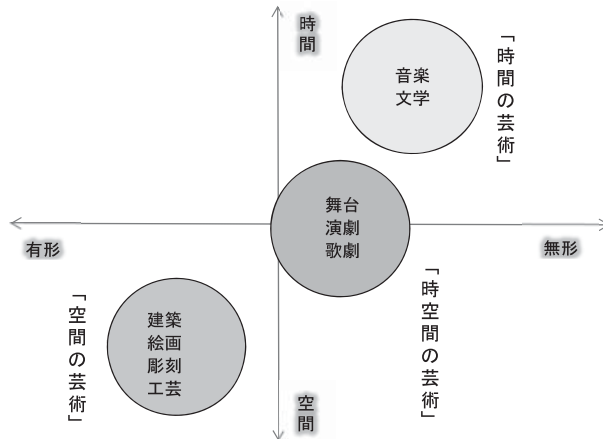 時間
音楽
文学
「時間の芸術」
舞台
演劇
歌劇
有形
無形
「時空間の芸術」
「空間の芸術」
建築
絵画
彫刻
工芸
空間